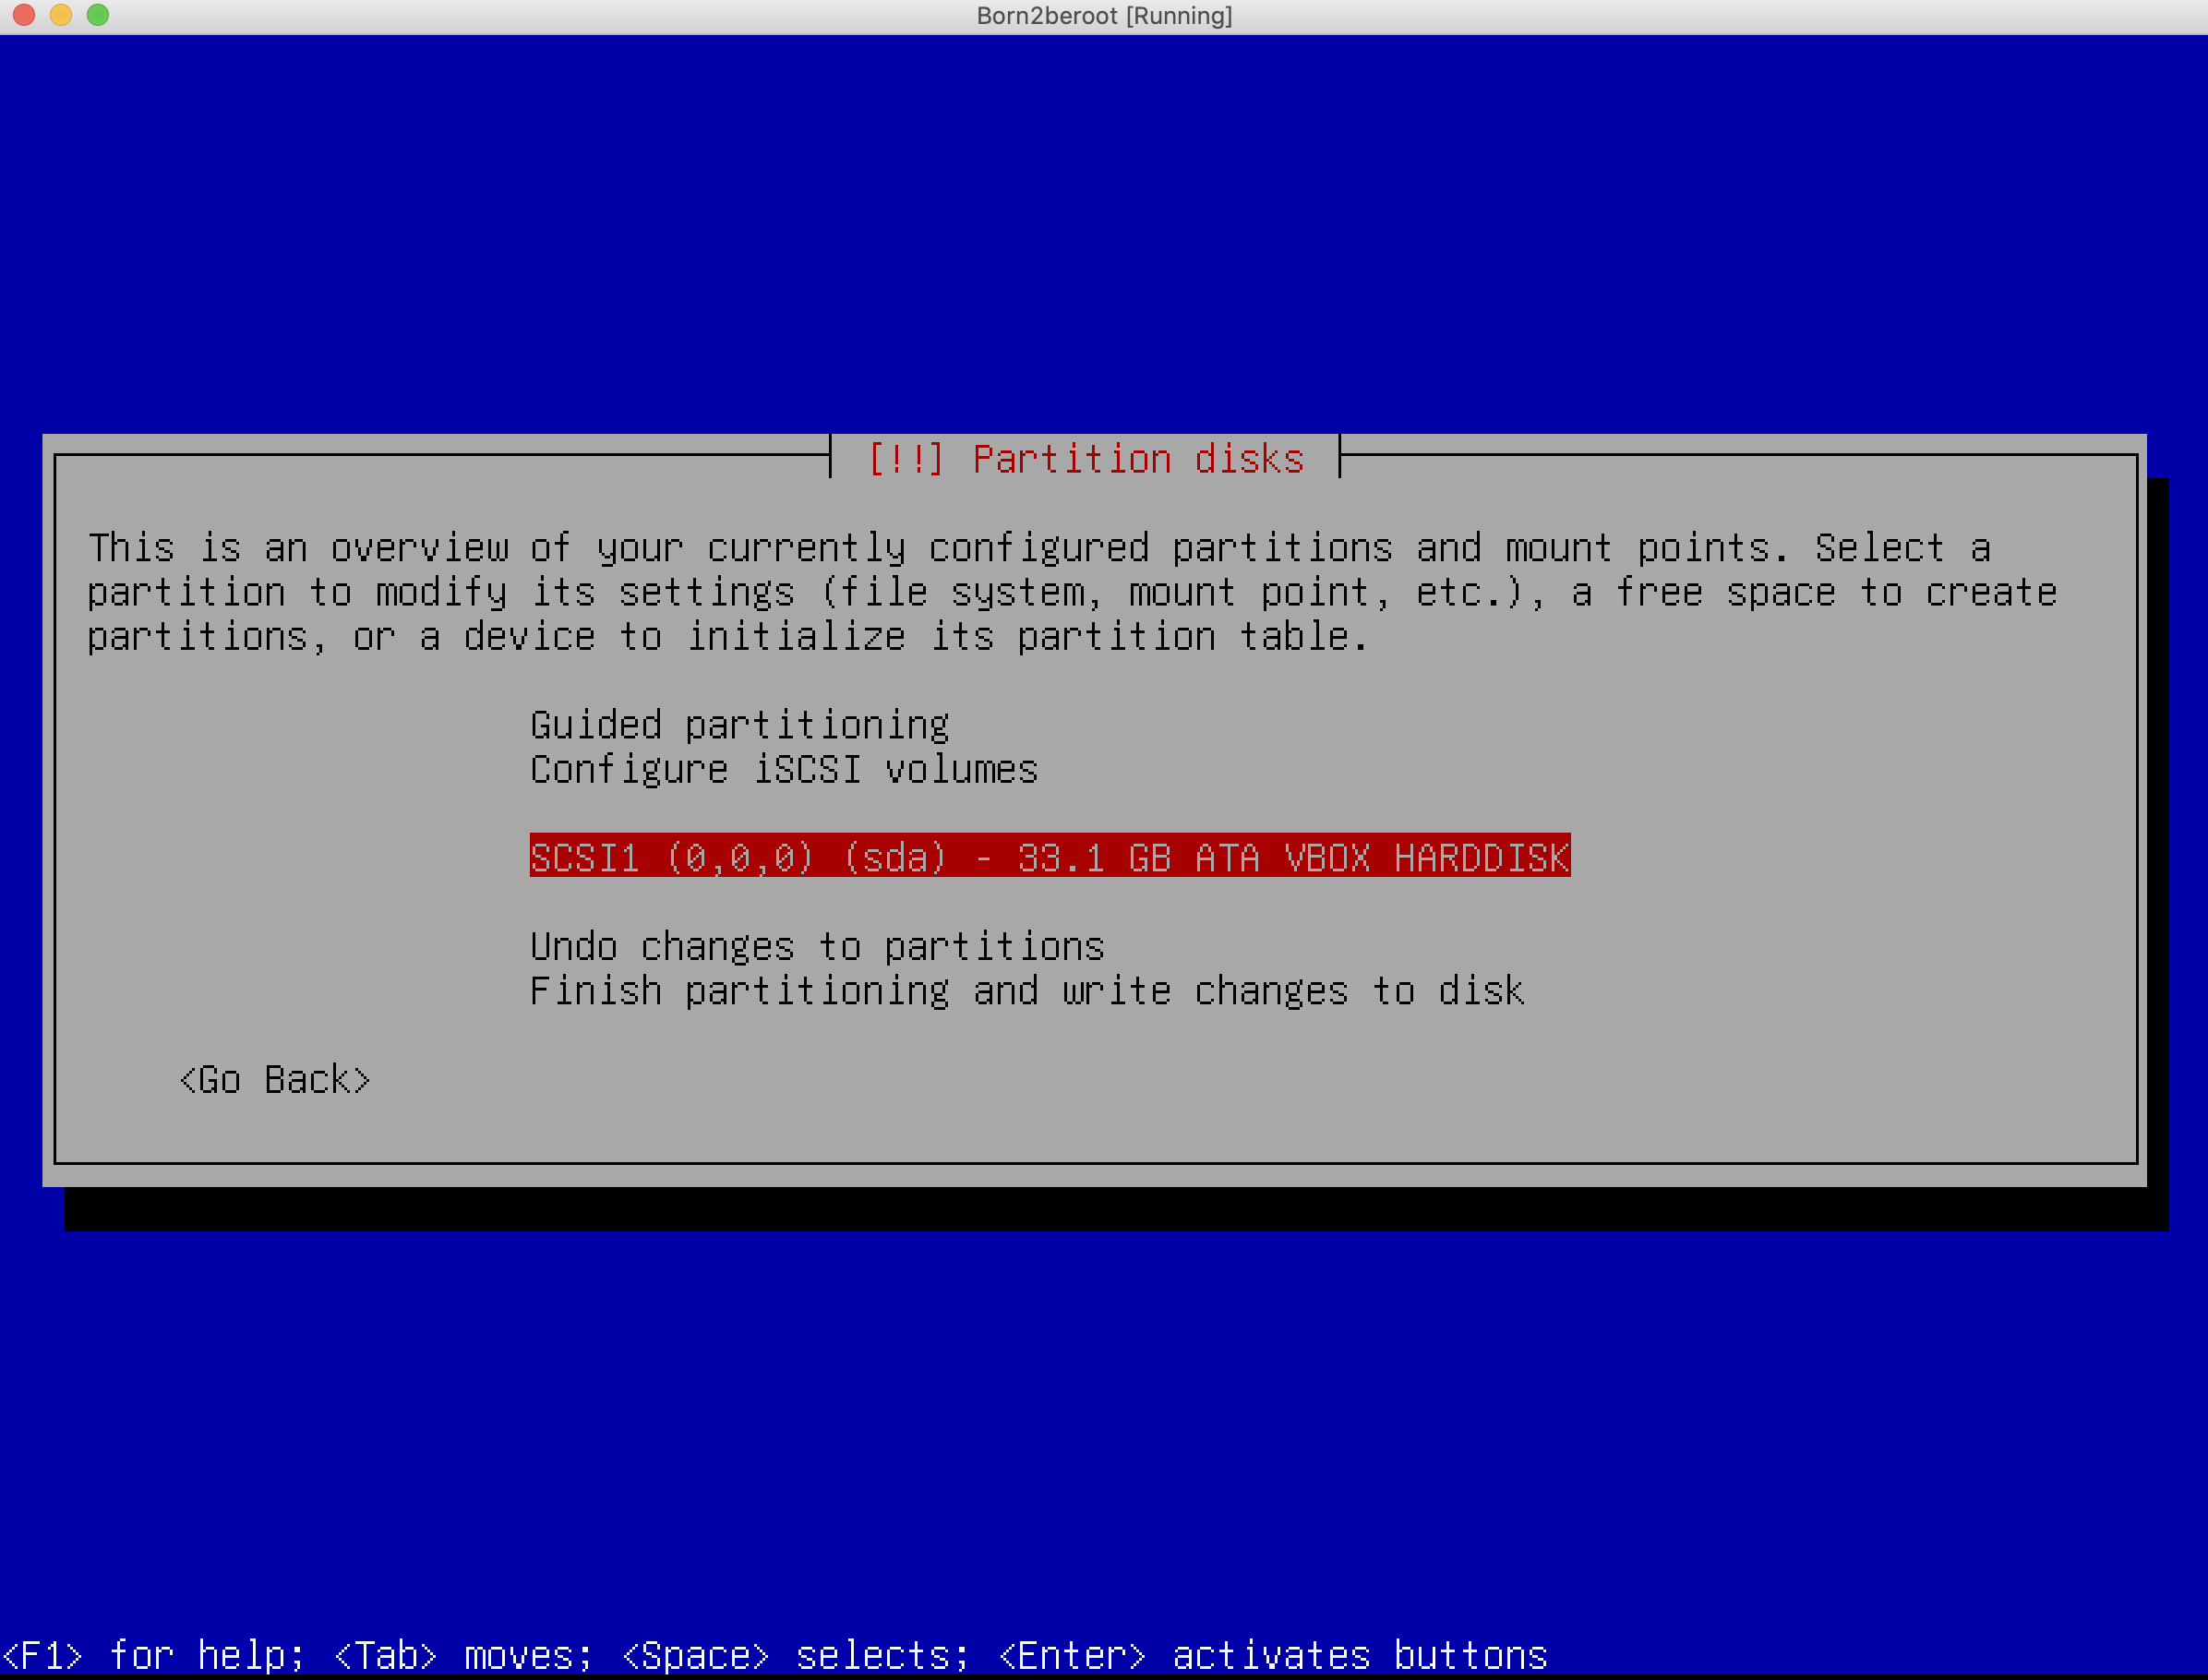 Born2beroot [Running]
[!!] Partition disks
This is an overview of your currently configured partitions and mount points. Select a
partition to modify its settings (file system, mount point, etc.), a free space to create
partitions, or a device to initialize its partition table.
Guided partitioning
Configure iSCSI volumes
SCSI1 (0,0,0) (sda) - 33.1 GB ATA VBOX HARDDISK
Undo changes to partitions
Finish partitioning and write changes to disk
<Go Back>
<F1> for help; <Tab> moves; <Space> selects; <Enter> activates buttons